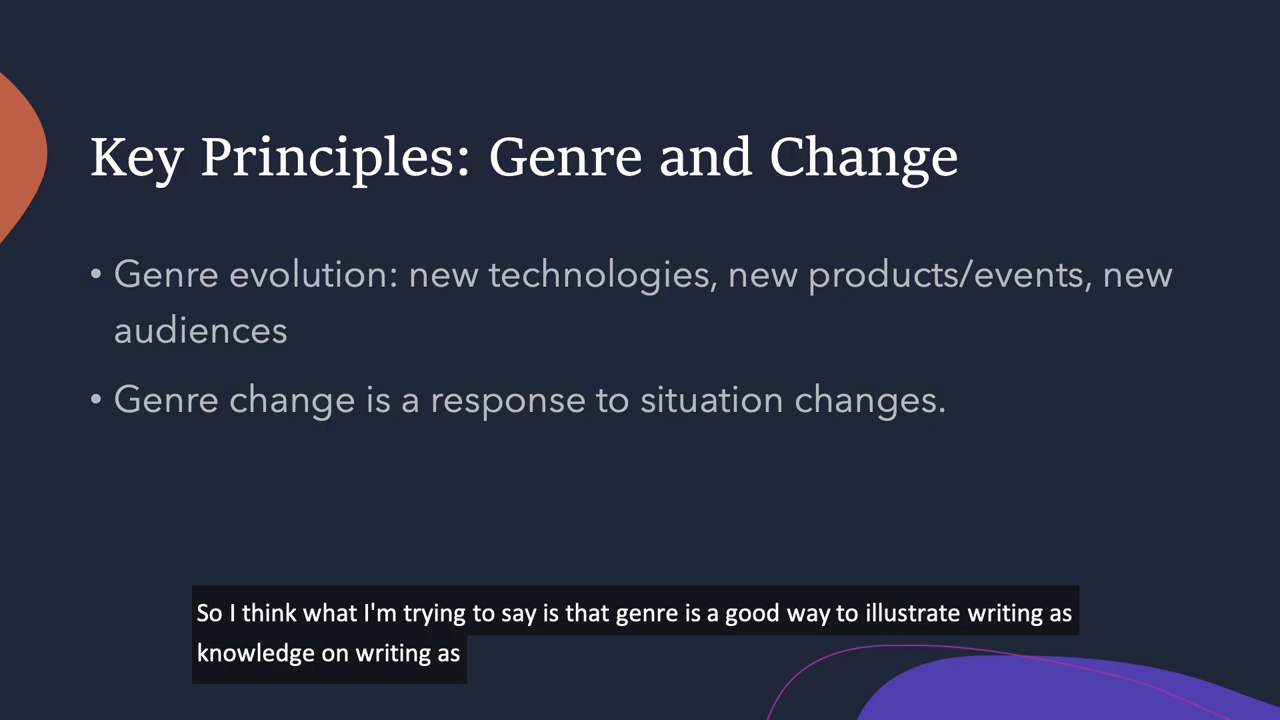 Key Principles: Genre and Change
• Genre evolution: new technologies, new products/events, new
audiences
• Genre change is a response to situation changes.
So I think what I'm trying to say is that genre is a good way to illustrate writing as
knowledge on writing as